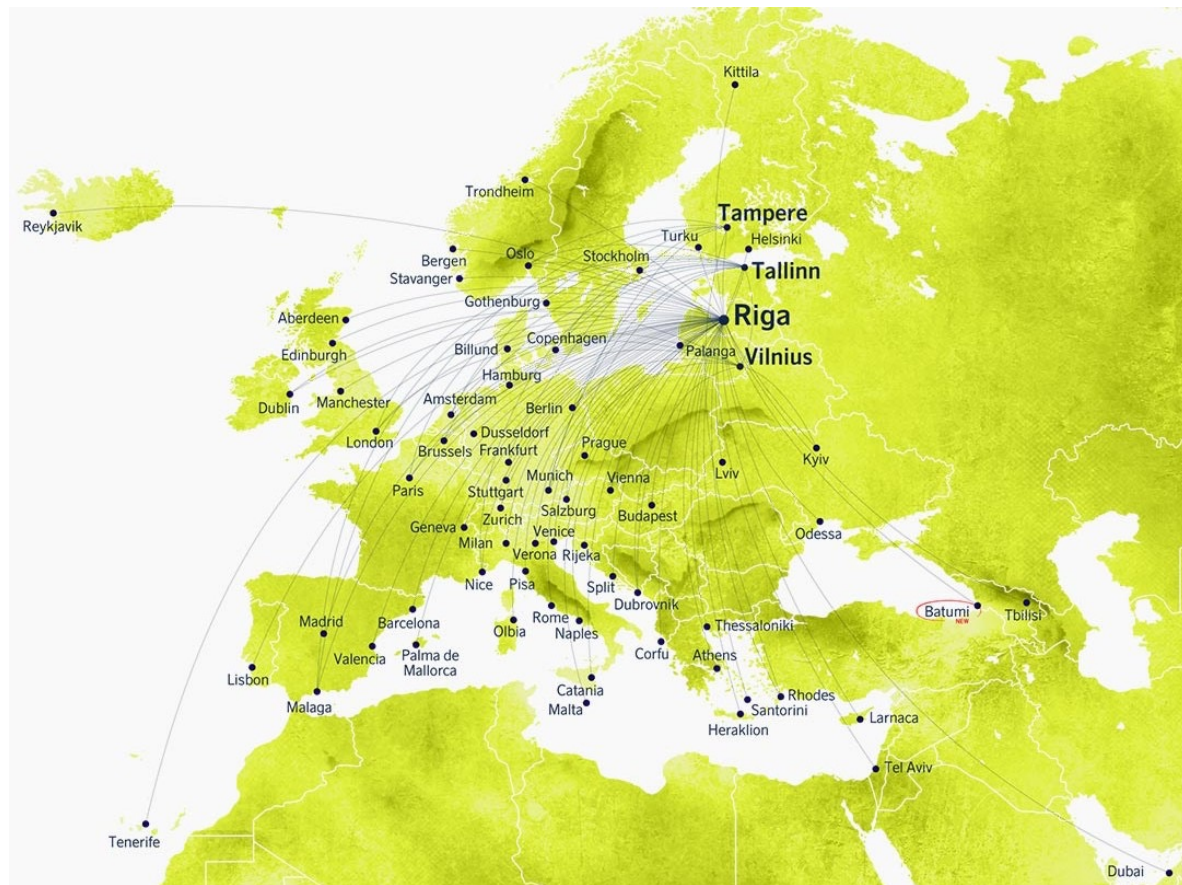 Kittila
Trondheim
Reykjavik
Tampere
Turku
Helsinki
Bergen
Oslo
Stockholm
Tallinn
Stavanger
Gothenburg
Aberdeen
Riga
Edinburgh
Billund
Copenhagen
Palanga
Vilnius
Hamburg
Dublin
Manchester
Amsterdam
Berlin
London
Brussels
Dusseldorf
Frankfurt
Prague
Kyiv
Paris
Stuttgart
Munich
Vienna
Lviv
Salzburg
Zurich
Budapest
Geneva
Venice
Odessa
Milan
Verona
Rijeka
Nice
Pisa
Split
Dubrovnik
Batumi
NEW
Tbilisi
Madrid
Barcelona
Olbia
Rome
Naples
Thessaloniki
Valencia
Palma de
Mallorca
Corfu
Athens
Lisbon
Malaga
Catania
Malta
Rhodes
Santorini
Heraklion
Larnaca
Tel Aviv
Tenerife
Dubai